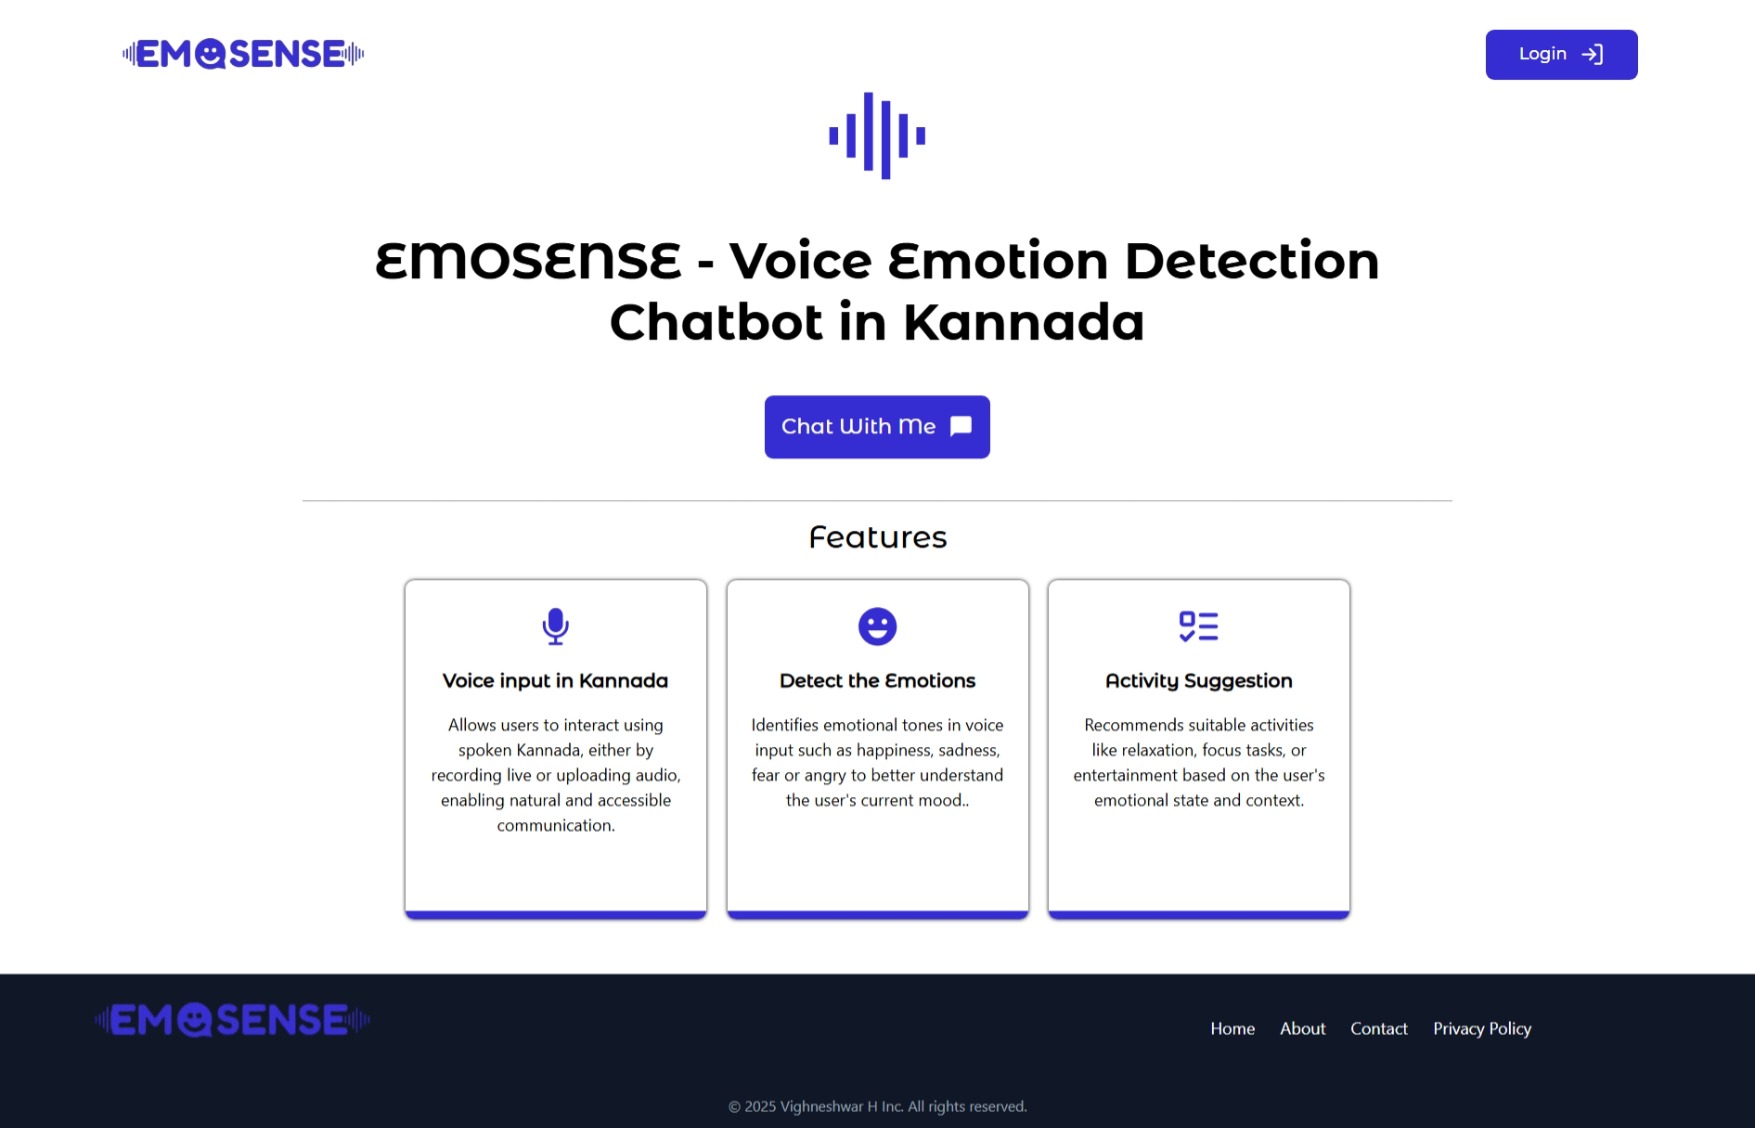 EMOSENSE
Login
EMOSENSE - Voice Emotion Detection
Chatbot in Kannada
Chat With Me
Features
Voice input in Kannada
Allows users to interact using
spoken Kannada, either by
recording live or uploading audio,
enabling natural and accessible
communication.
Detect the Emotions
Identifies emotional tones in voice
input such as happiness, sadness,
fear or angry to better understand
the user's current mood..
Activity Suggestion
Recommends suitable activities
like relaxation, focus tasks, or
entertainment based on the user's
emotional state and context.
EMOSENSE
Home About Contact Privacy Policy
© 2025 Vighneshwar H Inc. All rights reserved.